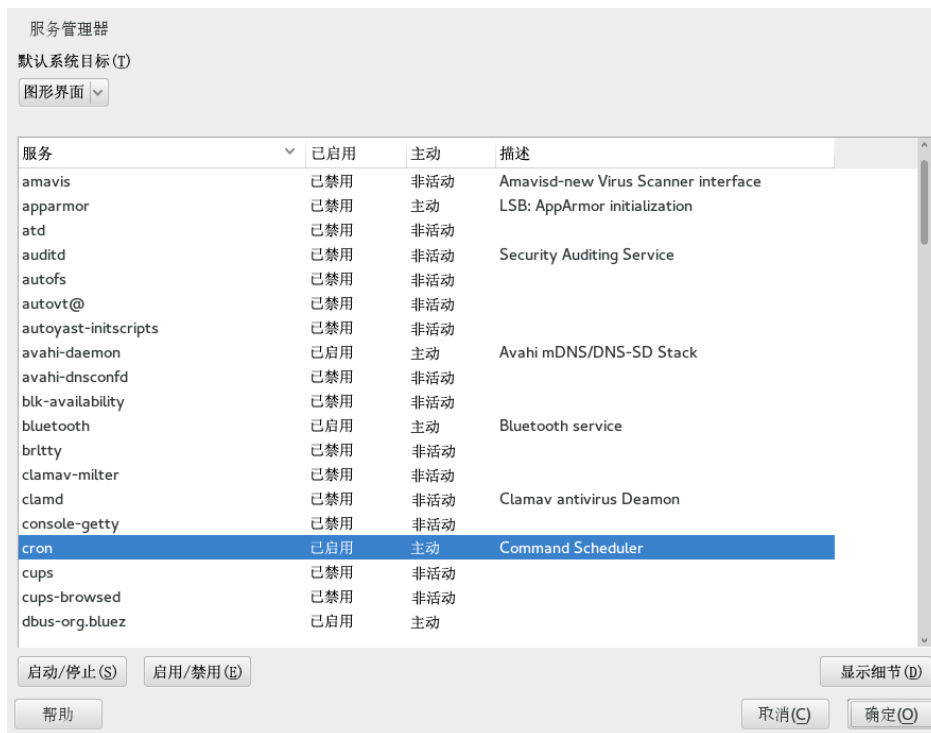 服务管理器
默认系统目标(T)
图形界面
服务 已启用 主动 描述
amavis 已禁用 非活动 Amavisd-new Virus Scanner interface
apparmor 已禁用 主动 LSB: AppArmor initialization
atd 已禁用 非活动
auditd 已禁用 非活动 Security Auditing Service
autofs 已禁用 非活动
autovt@ 已禁用 非活动
autoyast-initscripts 已禁用 非活动
avahi-daemon 已启用 主动 Avahi mDNS/DNS-SD Stack
avahi-dnsconfd 已禁用 非活动
blk-availability 已禁用 非活动
bluetooth 已启用 主动 Bluetooth service
brltty 已禁用 非活动
clamav-milter 已禁用 非活动
clamd 已禁用 非活动 Clamav antivirus Deamon
console-getty 已禁用 非活动
cron 已启用 主动 Command Scheduler
cups 已禁用 非活动
cups-browsed 已禁用 非活动
dbus-org.bluez 已启用 主动
启动/停止(S) 启用/禁用(E) 显示细节(D)
帮助 取消(C) 确定(O)